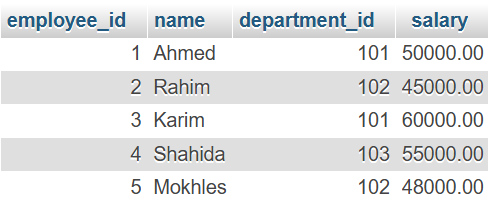 employee_id name department_id salary
1 Ahmed 101 50000.00
2 Rahim 102 45000.00
3 Karim 101 60000.00
4 Shahida 103 55000.00
5 Mokhles 102 48000.00